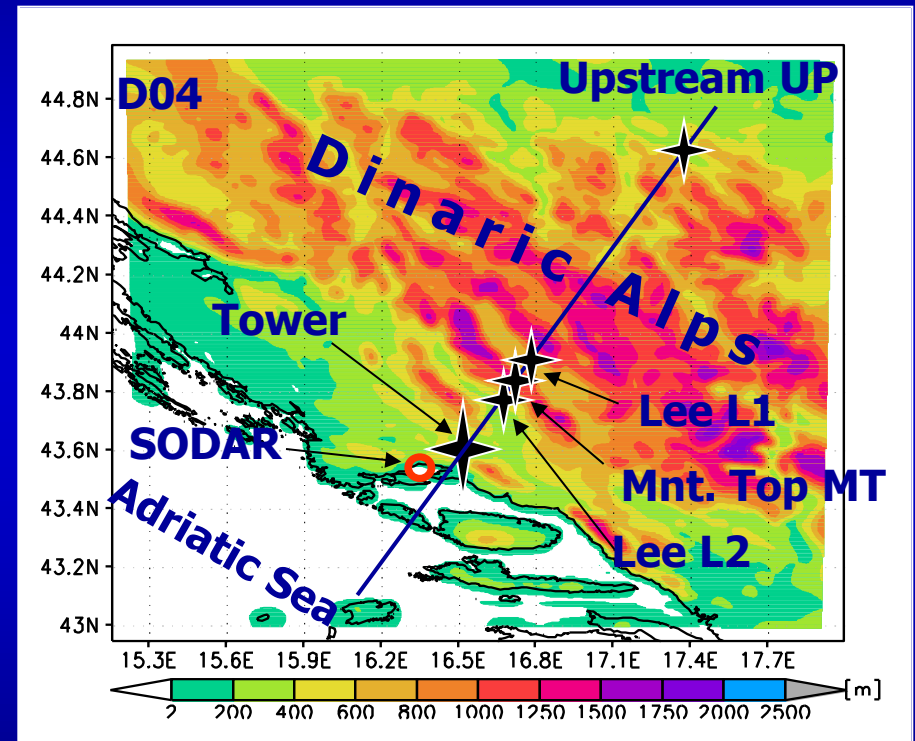 D04
Upstream UP
Dinaric Alps
Tower
SODAR
Adriatic Sea
Lee L1
Mnt. Top MT
Lee L2
44.8N
44.6N
44.4N
44.2N
44N
43.8N
43.6N
43.4N
43.2N
43N
15.3E 15.6E 15.9E 16.2E 16.5E 16.8E 17.1E 17.4E 17.7E
[m]
2 200 400 600 800 1000 1250 1500 1750 2000 2500